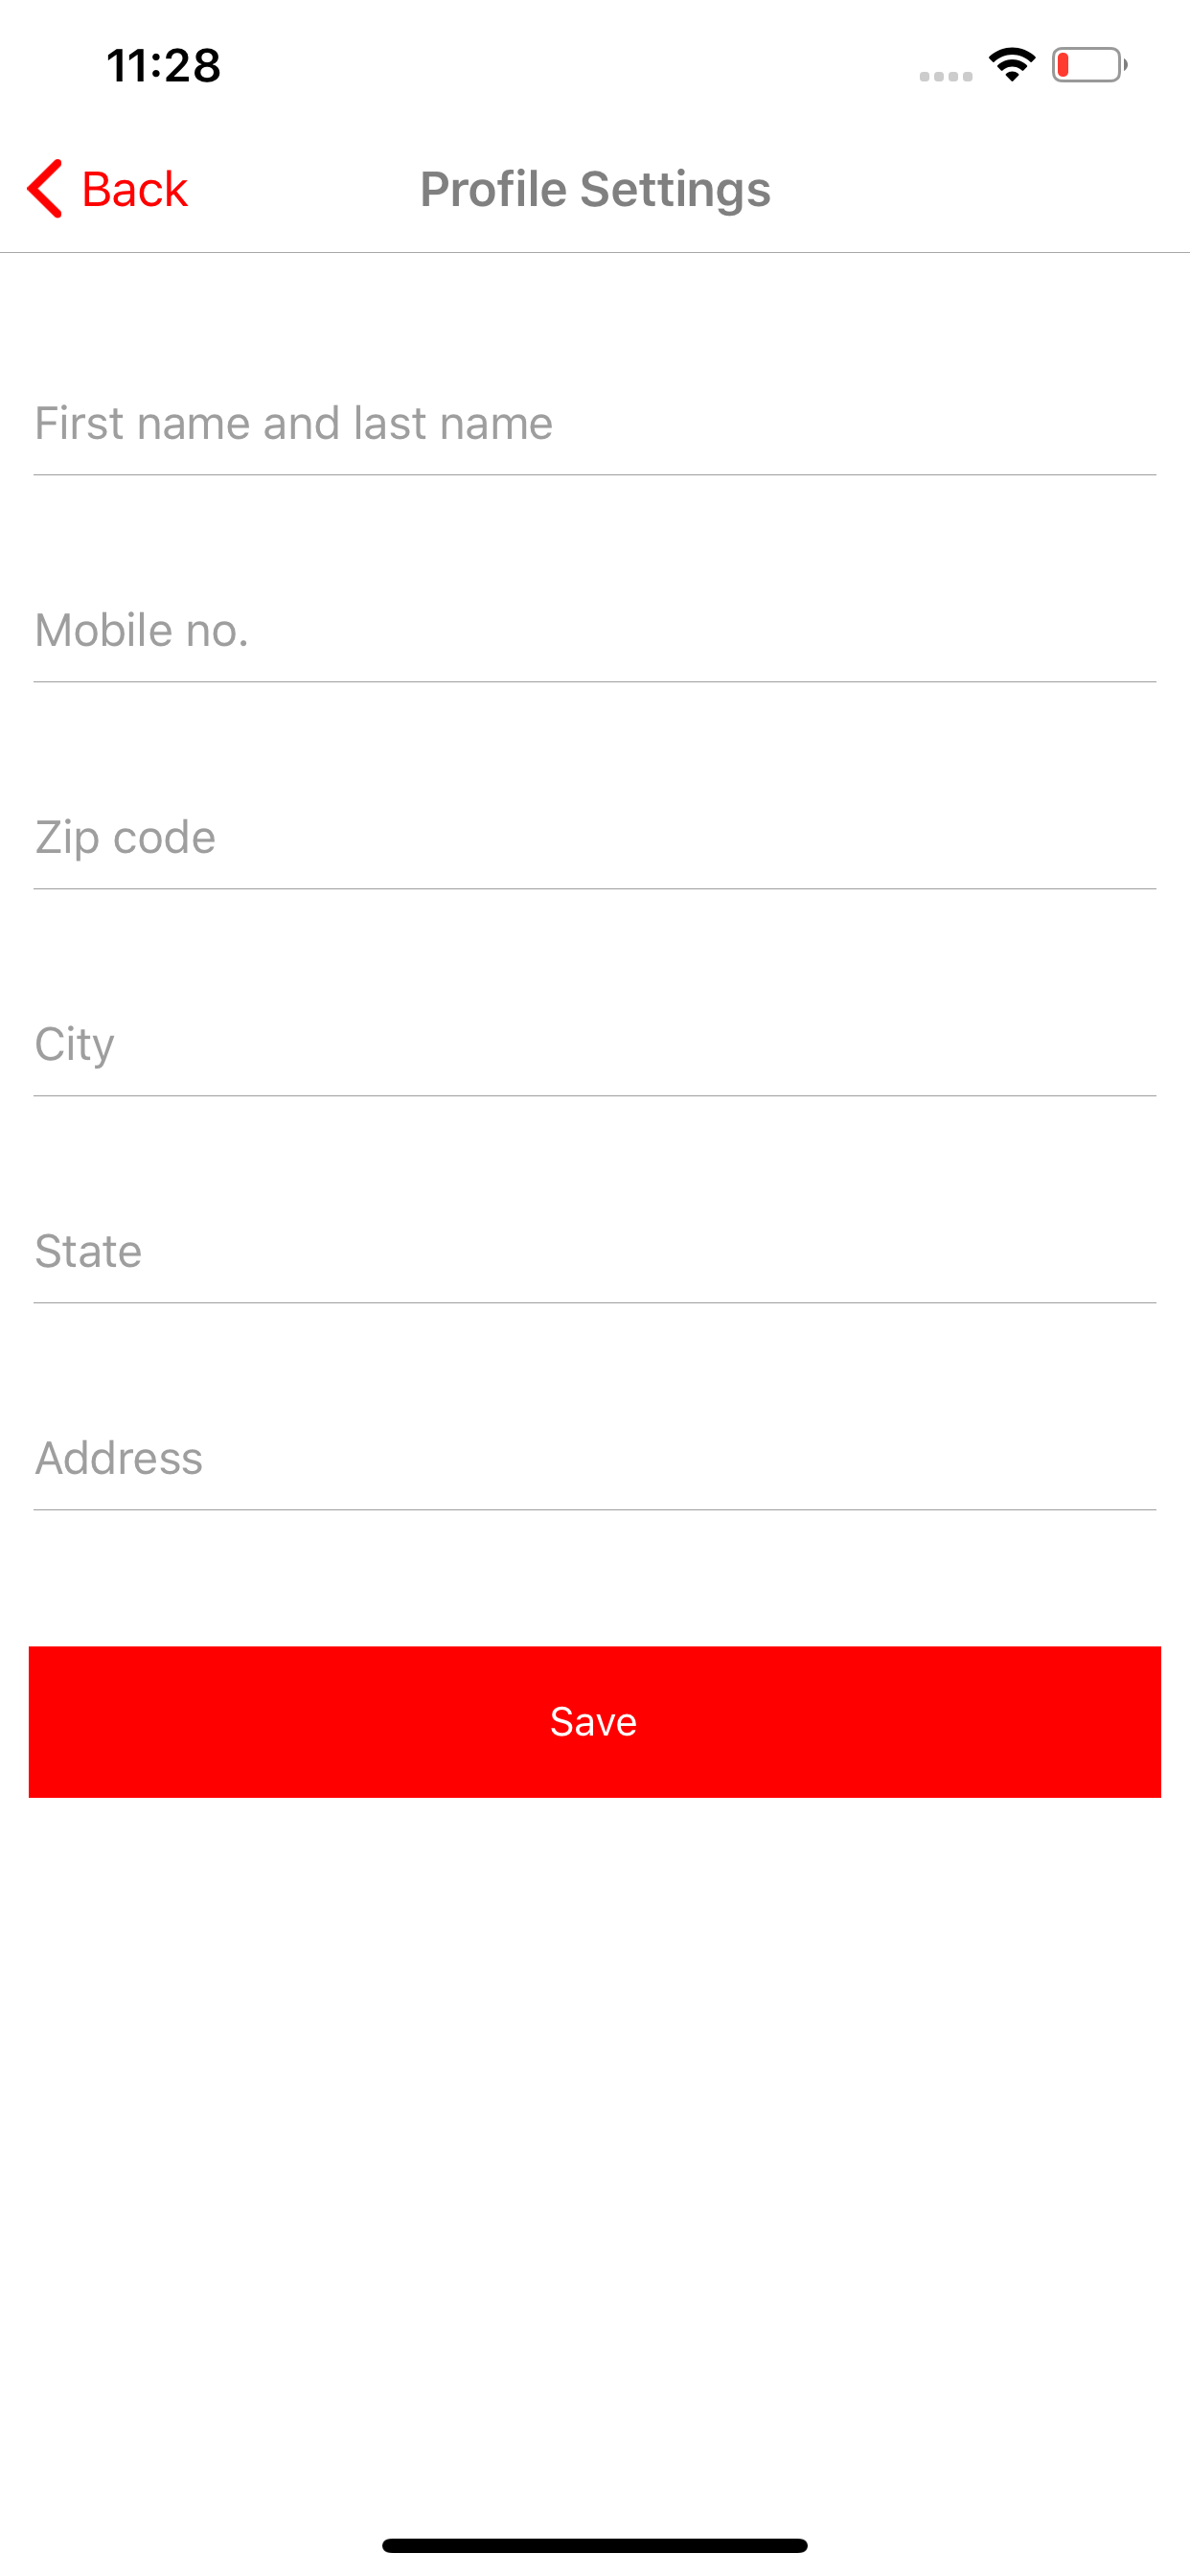 11:28
Back
Profile Settings
First name and last name
Mobile no.
Zip code
City
State
Address
Save